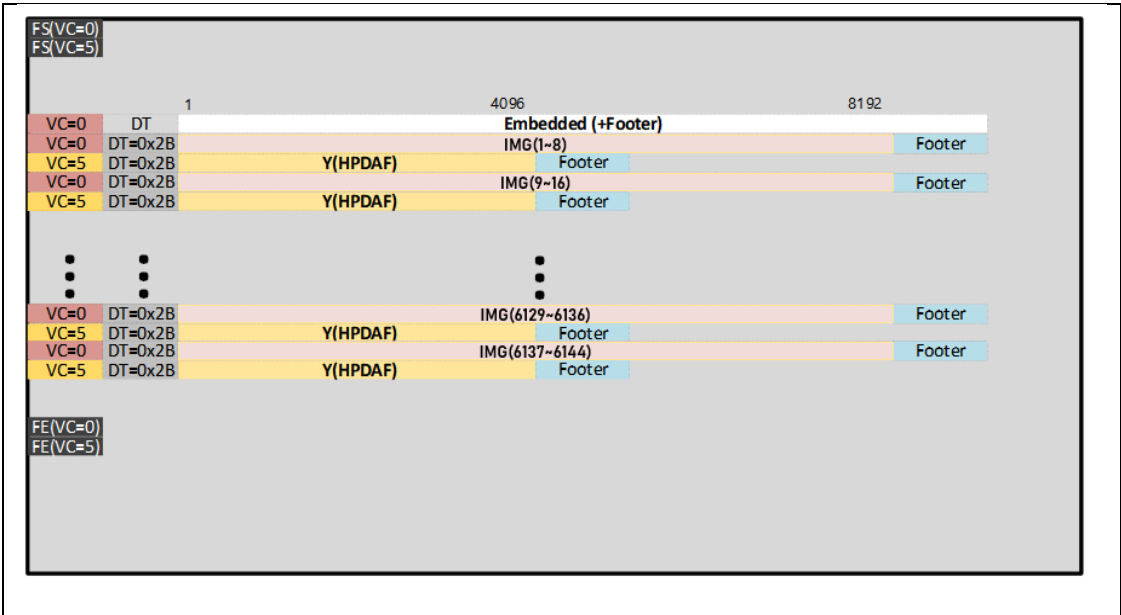 FS(VC=0)
FS(VC=5)
1 4096 8192
VC=0 DT Embedded (+Footer)
VC=0 DT=0x2B IMG(1~8) Footer
VC=5 DT=0x2B Y(HPDAF) Footer
VC=0 DT=0x2B IMG(9~16) Footer
VC=5 DT=0x2B Y(HPDAF) Footer
VC=0 DT=0x2B IMG(6129~6136) Footer
VC=5 DT=0x2B Y(HPDAF) Footer
VC=0 DT=0x2B IMG(6137~6144) Footer
VC=5 DT=0x2B Y(HPDAF) Footer
FE(VC=0)
FE(VC=5)